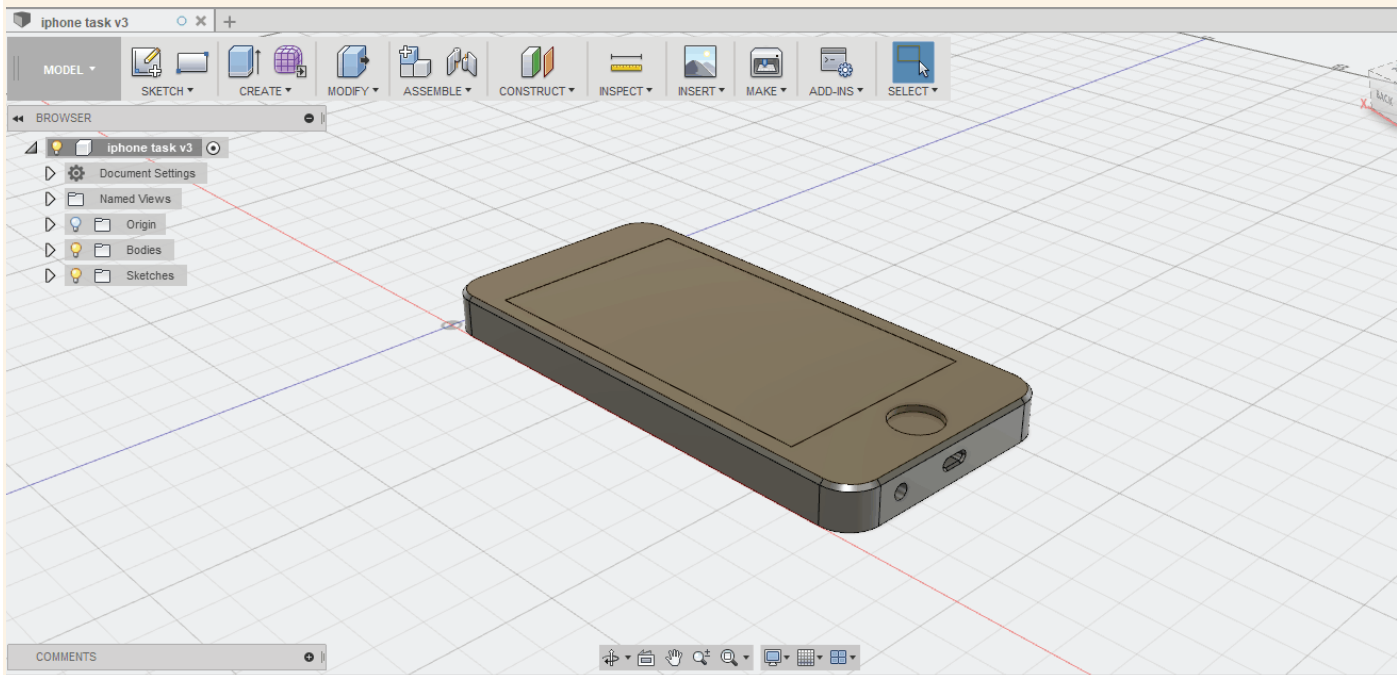 iphone task v3
MODEL
SKETCH
CREATE
MODIFY
ASSEMBLE
CONSTRUCT
INSPECT
INSERT
MAKE
ADD-INS
SELECT
BROWSER
iphone task v3
Document Settings
Named Views
Origin
Bodies
Sketches
X
BACK
COMMENTS